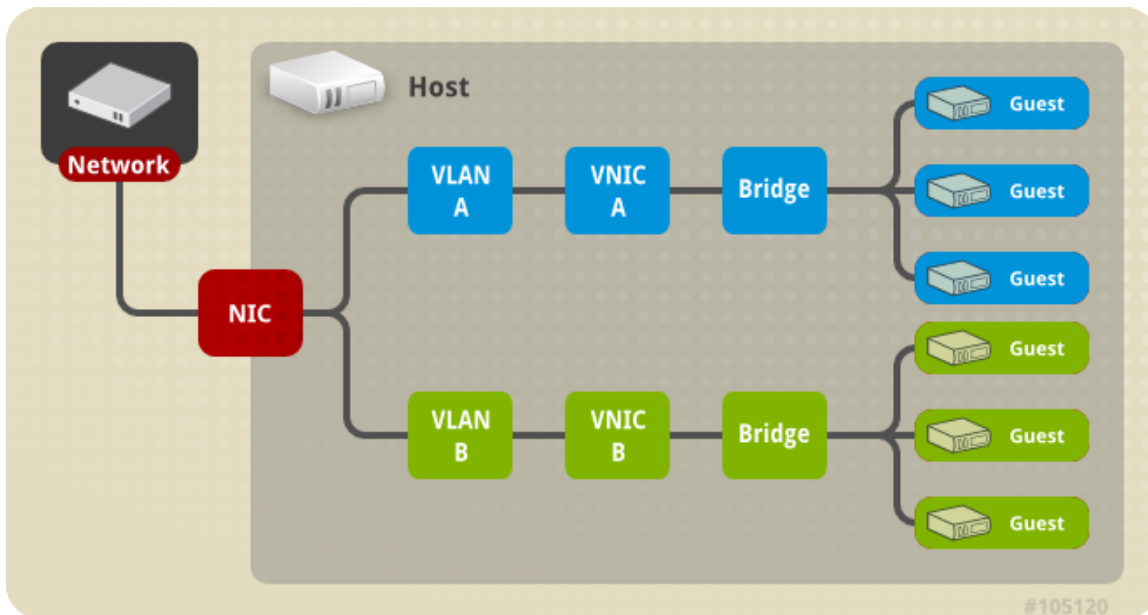 Network
Host
NIC
VLAN
A
VNIC
A
Bridge
Guest
Guest
Guest
VLAN
B
VNIC
B
Bridge
Guest
Guest
Guest
#105120